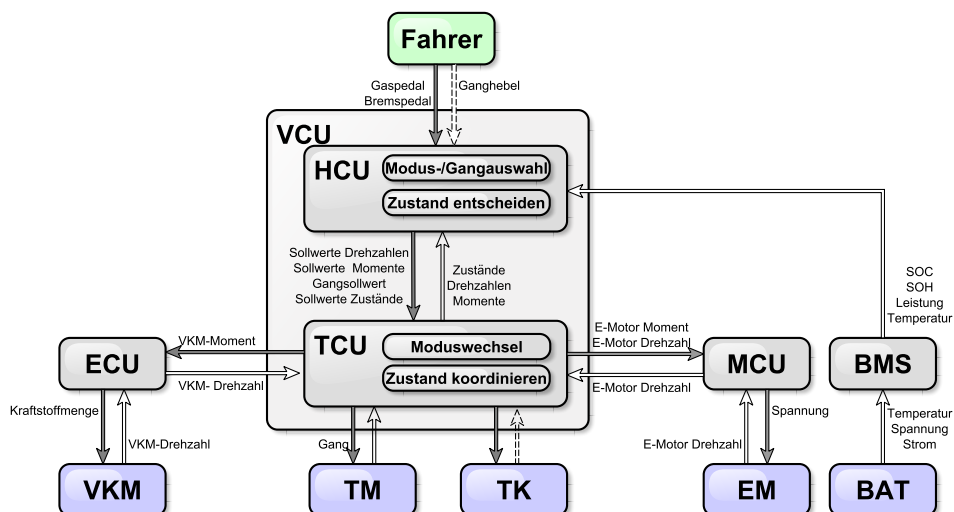 Fahrer
Gaspedal
Bremspedal
Ganghebel
VCU
HCU
Modus-/Gangauswahl
Zustand entscheiden
Sollwerte Drehzahlen
Sollwerte Momente
Gangsollwert
Sollwerte Zustände
Zustände
Drehzahlen
Momente
SOC
SOH
Leistung
Temperatur
TCU
Moduswechsel
Zustand koordinieren
VKM-Moment
VKM- Drehzahl
E-Motor Moment
E-Motor Drehzahl
E-Motor Drehzahl
ECU
MCU
BMS
Kraftstoffmenge
VKM-Drehzahl
Gang
E-Motor Drehzahl
Spannung
Temperatur
Spannung
Strom
VKM
TM
TK
EM
BAT